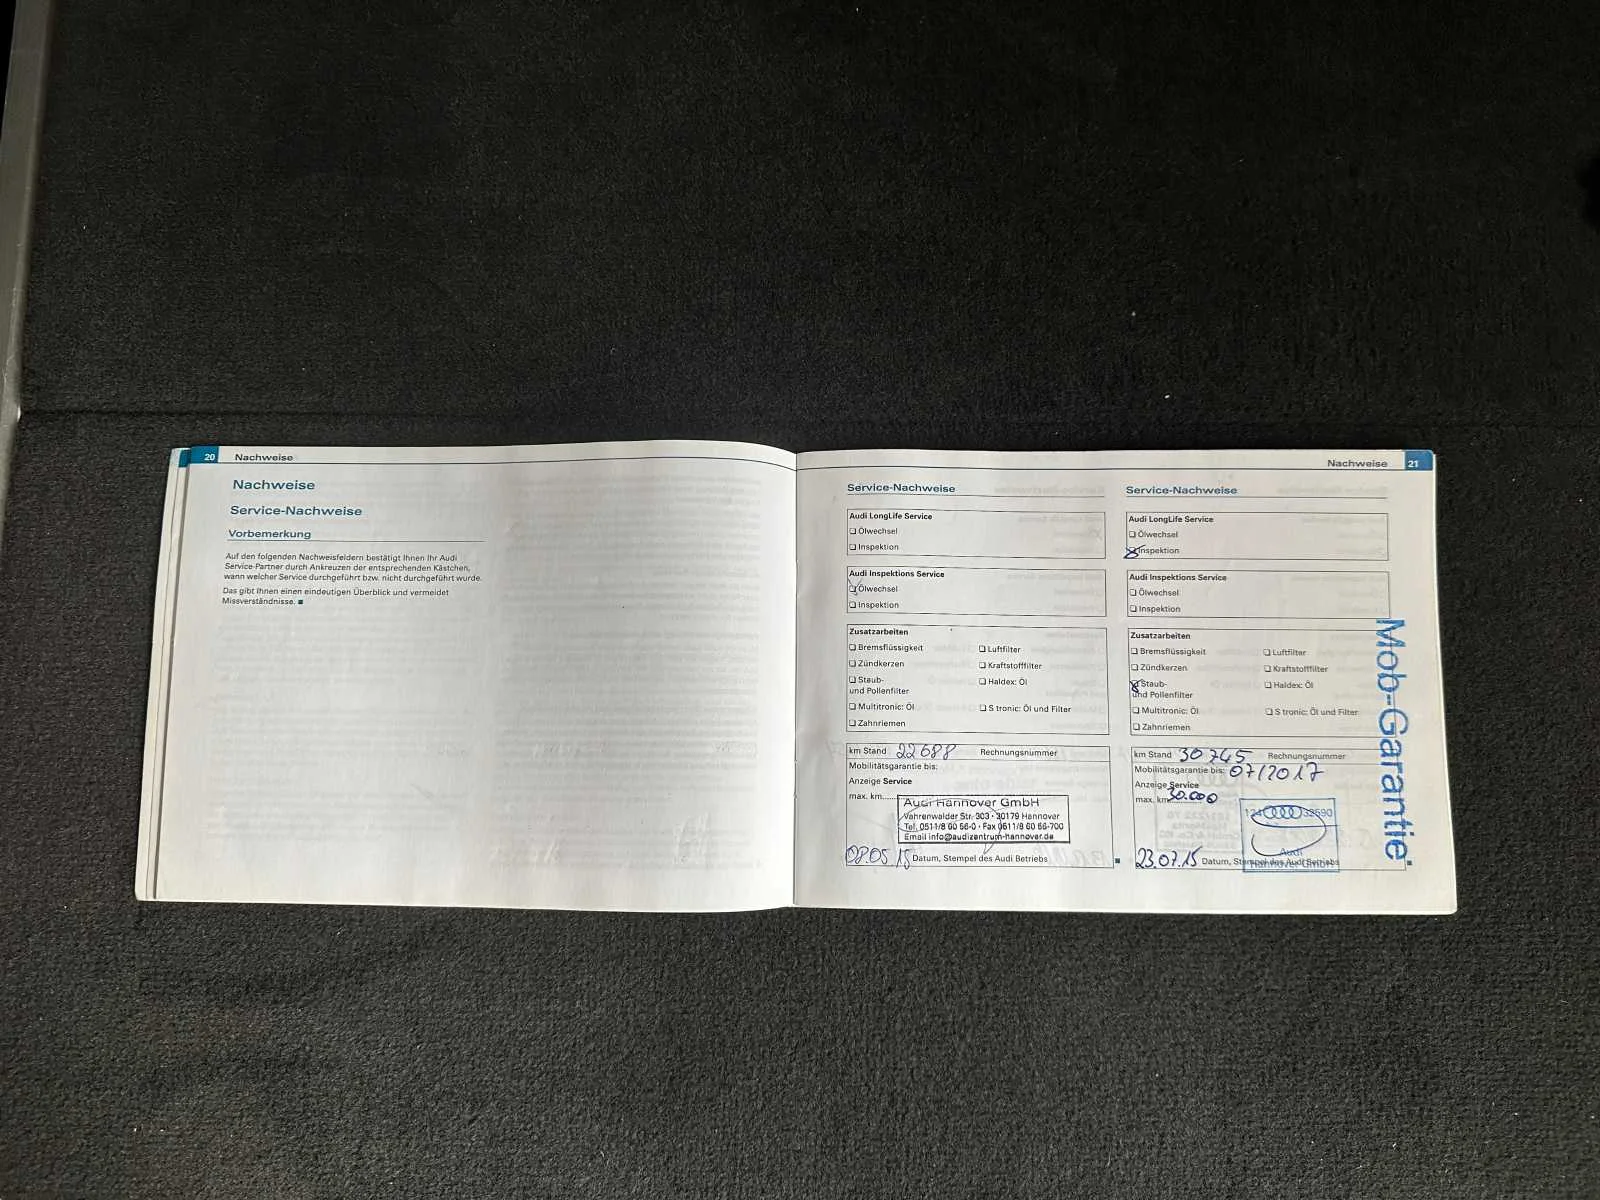 20 Nachweise
Nachweise
Service-Nachweise
Vorbemerkung
Auf den folgenden Nachweisfeldern bestätigt Ihnen Ihr Audi
Service-Partner durch Ankreuzen der entsprechenden Kästchen,
wann welcher Service durchgeführt bzw. nicht durchgeführt wurde.
Das gibt Ihnen einen eindeutigen Überblick und vermeidet
Missverständnisse.
Nachweise 21
Service-Nachweise
Audi LongLife Service
Ölwechsel
Inspektion
Audi Inspektions Service
Ölwechsel
Inspektion
Zusatzarbeiten
Bremsflüssigkeit Luftfilter
Zündkerzen Kraftstofffilter
Staub- Haldex: Öl
und Pollenfilter
Multitronic: Öl S tronic: Öl und Filter
Zahnriemen
km Stand 22688 Rechnungsnummer
Mobilitätsgarantie bis:
Anzeige Service
max. km
Audi Hannover GmbH
Vahrenwalder Str. 303 · 30179 Hannover
Tel. 0511/8 60 56-0 · Fax 0511/8 60 66-700
Email info@audizentrum-hannover.de
08.05.15 Datum, Stempel des Audi Betriebs
Service-Nachweise
Audi LongLife Service
Ölwechsel
Inspektion
Audi Inspektions Service
Ölwechsel
Inspektion
Zusatzarbeiten
Bremsflüssigkeit Luftfilter
Zündkerzen Kraftstofffilter
Staub- Haldex: Öl
und Pollenfilter
Multitronic: Öl S tronic: Öl und Filter
Zahnriemen
km Stand 30745 Rechnungsnummer
Mobilitätsgarantie bis: 07/2017
Anzeige Service
max. km 30.000
Audi
Hannover GmbH
23.07.15 Datum, Stempel des Audi Betriebs
Mob-Garantie